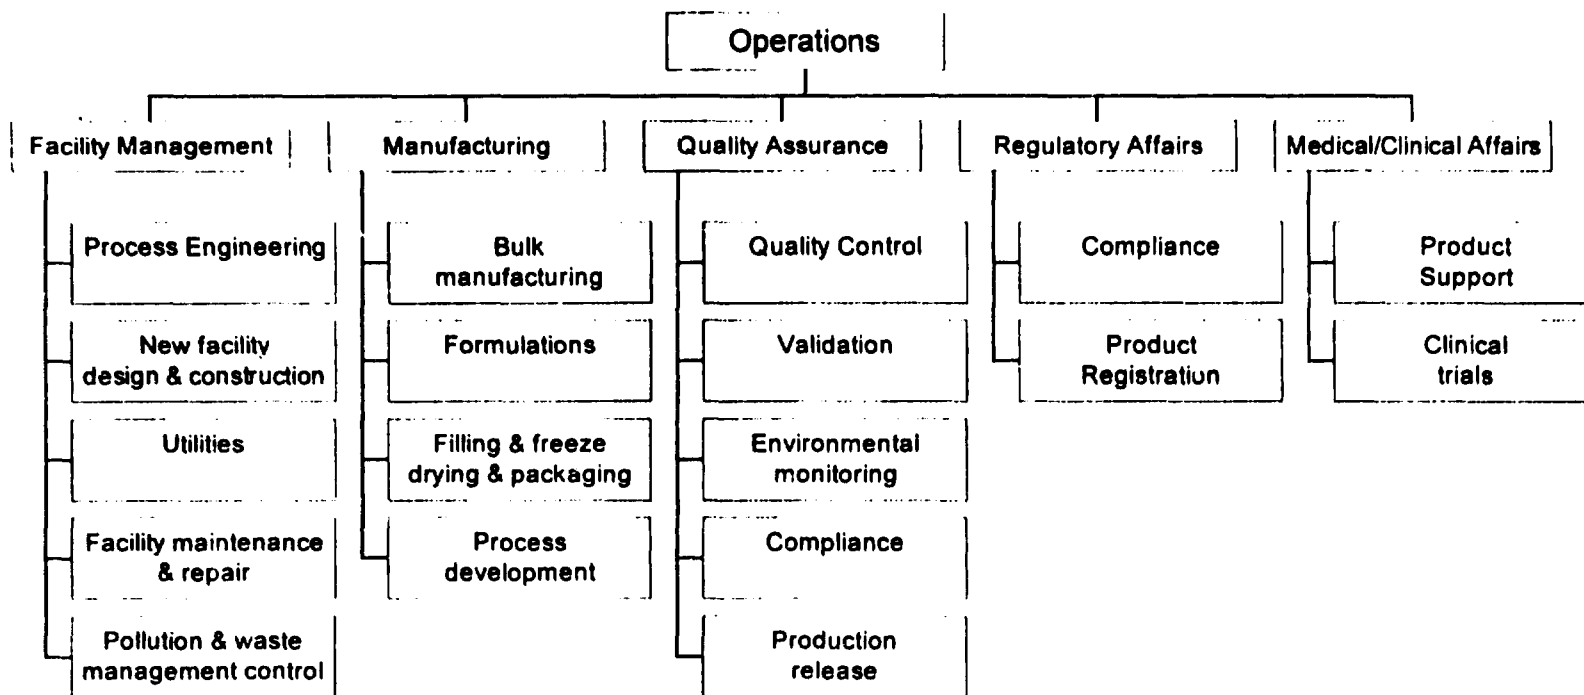 Operations
Facility Management
Manufacturing
Quality Assurance
Regulatory Affairs
Medical/Clinical Affairs
Process Engineering
New facility
design & construction
Utilities
Facility maintenance
& repair
Pollution & waste
management control
Bulk
manufacturing
Formulations
Filling & freeze
drying & packaging
Process
development
Quality Control
Validation
Environmental
monitoring
Compliance
Production
release
Compliance
Product
Registration
Product
Support
Clinical
trials